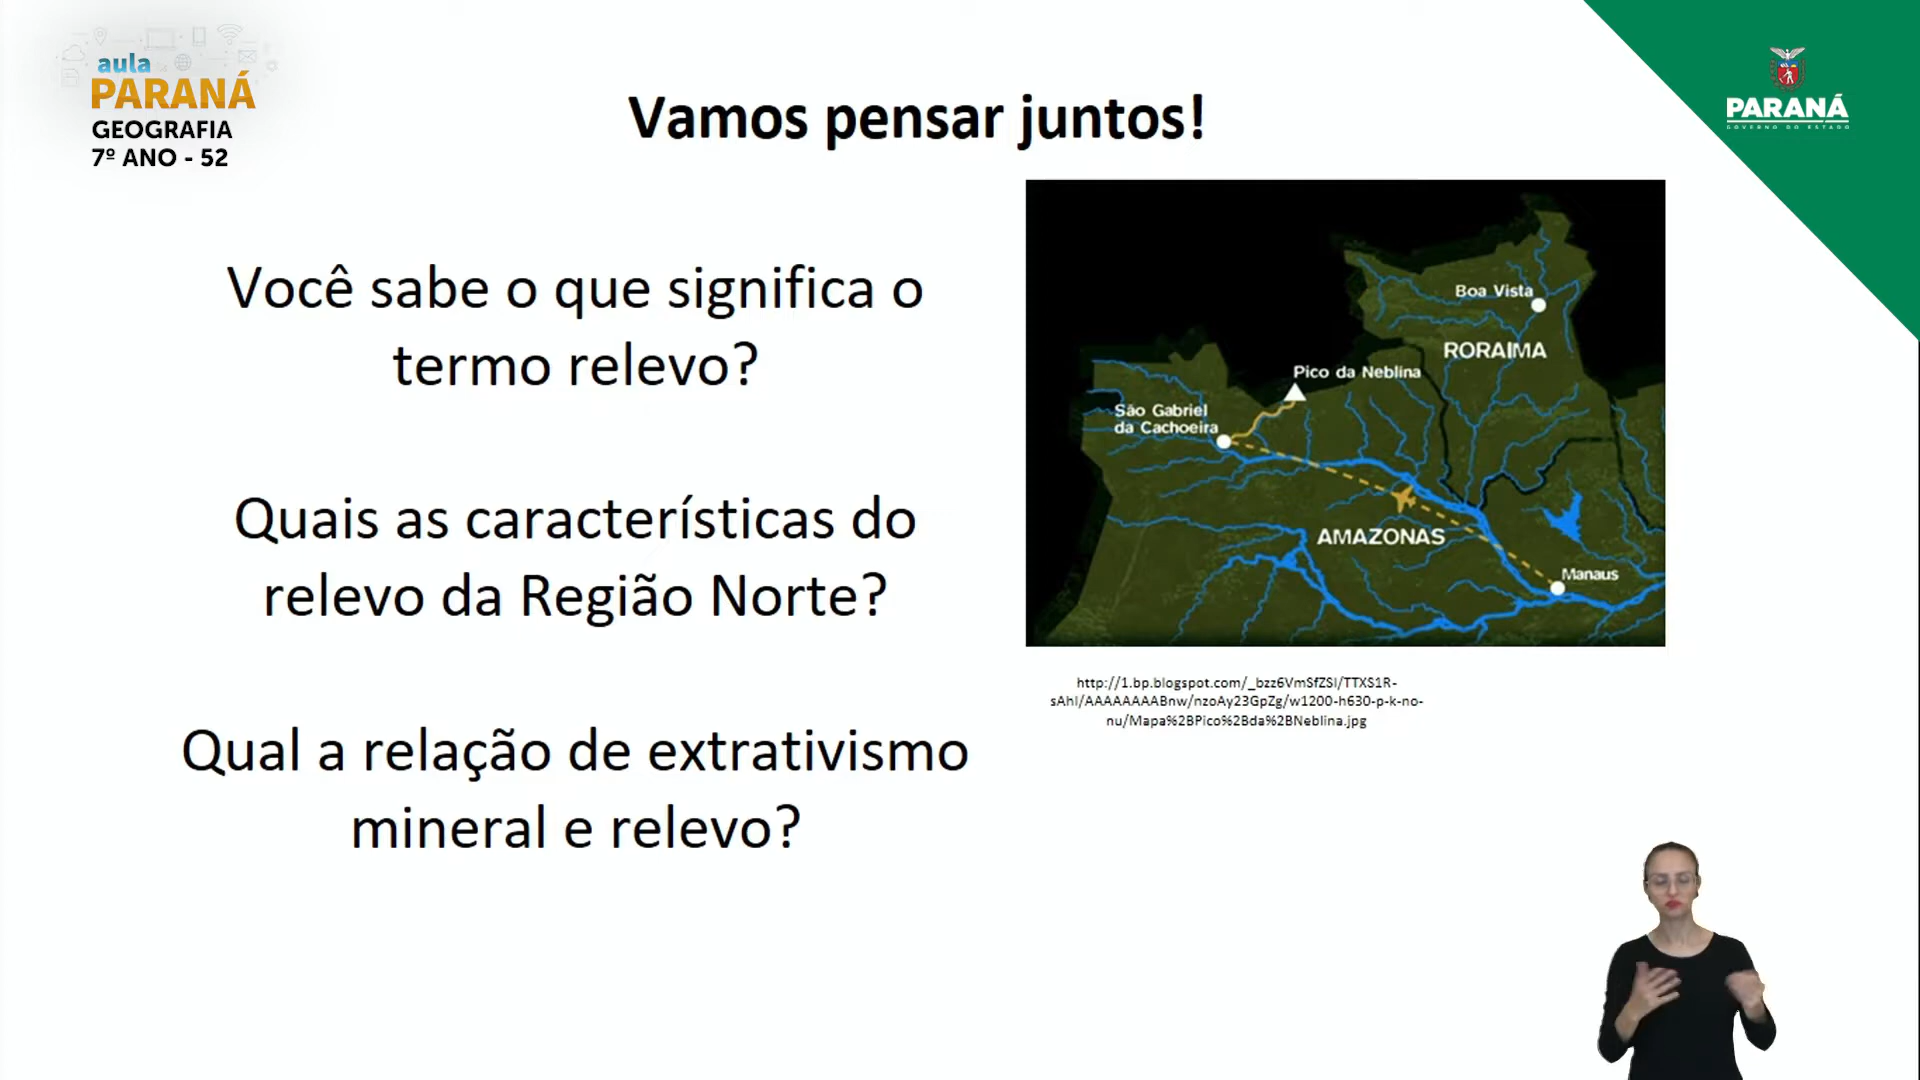 aula
PARANÁ
GEOGRAFIA
7º ANO - 52
PARANÁ
GOVERNO DO ESTADO
Vamos pensar juntos!
Você sabe o que significa o
termo relevo?
Quais as características do
relevo da Região Norte?
Qual a relação de extrativismo
mineral e relevo?
Boa Vista
RORAIMA
Pico da Neblina
São Gabriel
da Cachoeira
AMAZONAS
Manaus
http://1.bp.blogspot.com/_bzz6VmSfZSI/TTXS1R-
sAhI/AAAAAAAABnw/nzoAy23GpZg/w1200-h630-p-k-no-
nu/Mapa%2BPico%2Bda%2BNeblina.jpg